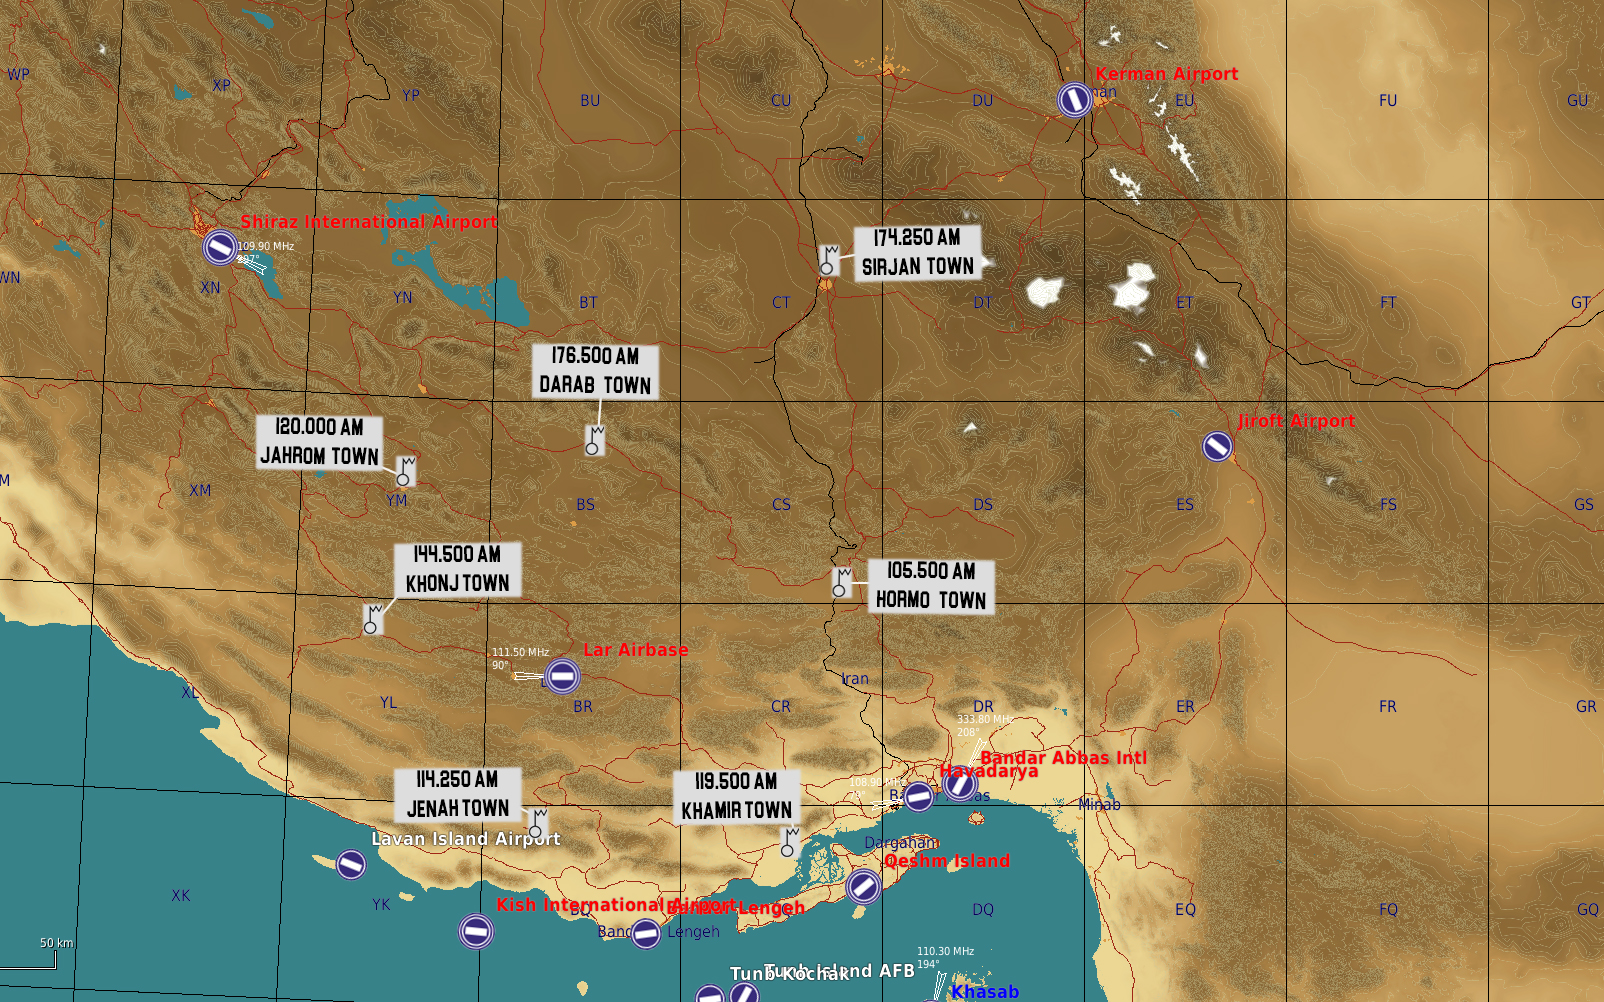 Kerman Airport
WP
XP
YP
BU
CU
DU
EU
FU
GU
Shiraz International Airport
109.90 MHz
297°
174.250 AM
SIRJAN TOWN
WN
XN
YN
BT
CT
DT
ET
FT
GT
176.500 AM
DARAB TOWN
120.000 AM
JAHROM TOWN
Jiroft Airport
M
XM
YM
BS
CS
DS
ES
FS
GS
144.500 AM
KHONJ TOWN
105.500 AM
HORMO TOWN
111.50 MHz
90°
Lar Airbase
Iran
XL
YL
BR
CR
DR
ER
FR
GR
333.80 MHz
208°
Bandar Abbas Intl
Havadarya
108.90 MHz
114.250 AM
JENAH TOWN
119.500 AM
KHAMIR TOWN
Minab
Lavan Island Airport
Dargahan
Qeshm Island
XK
YK
Kish International Airport
Bandar Lengeh
BQ
DQ
EQ
FQ
GQ
Lengeh
50 km
110.30 MHz
194°
Tunb Kochak
Tunb Island AFB
Khasab